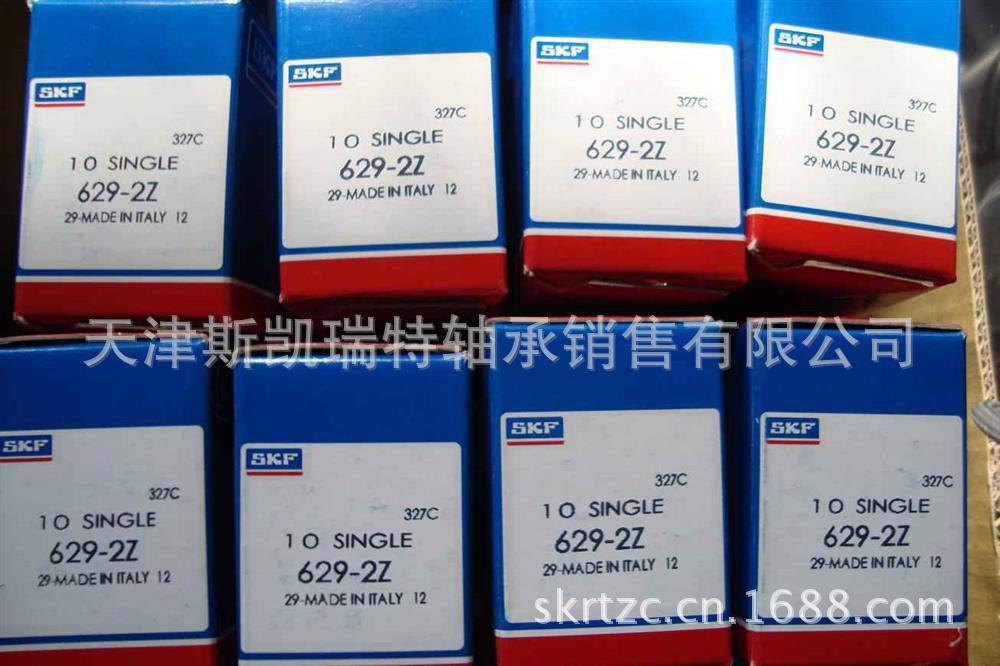 SKF
327C
10 SINGLE
629-2Z
29-MADE IN ITALY 12
SKF
327C
10 SINGLE
629-2Z
29-MADE IN ITALY 12
SKF
327C
10 SINGLE
629-2Z
29-MADE IN ITALY 12
SKF
327C
10 SINGLE
629-2Z
29-MADE IN ITALY 12
天津斯凯瑞特轴承销售有限公司
SKF
327C
10 SINGLE
629-2Z
29-MADE IN ITALY 12
SKF
327C
10 SINGLE
629-2Z
29-MADE IN ITALY 12
SKF
327C
10 SINGLE
629-2Z
29-MADE IN ITALY 12
SKF
327C
10 SINGLE
629-2Z
29-MADE IN ITALY 12
skrtzc.cn.1688.com